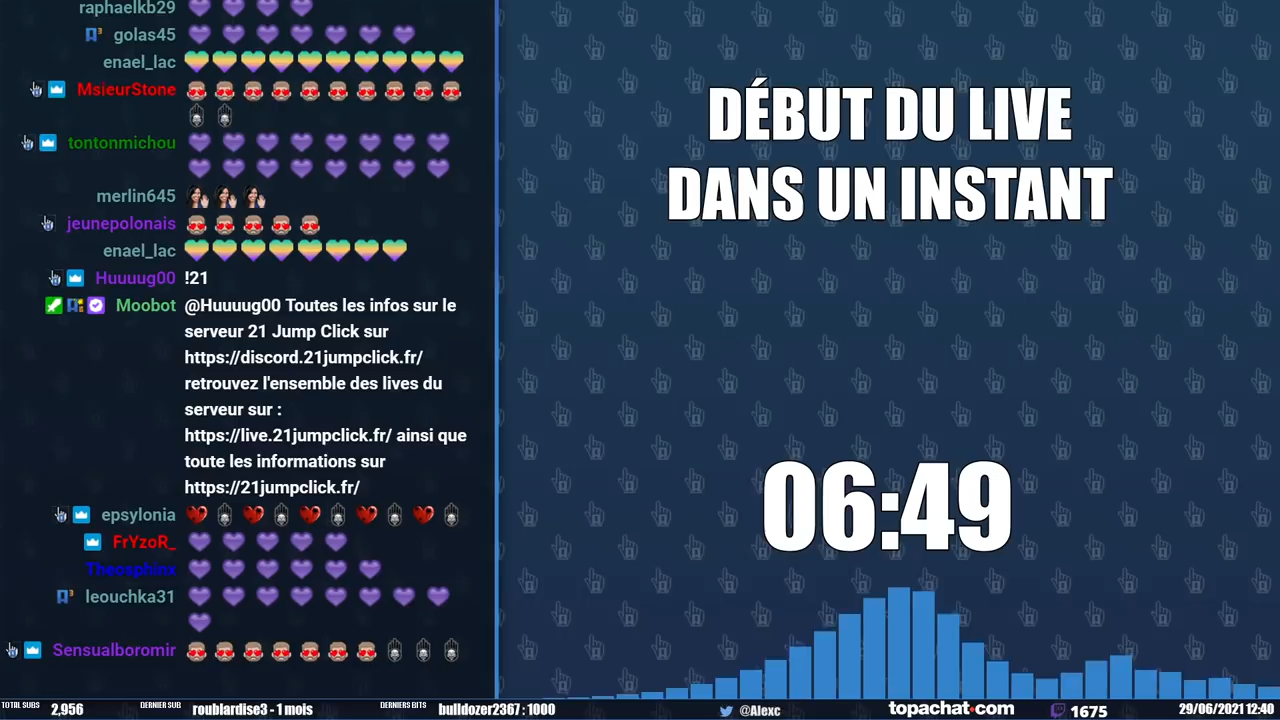 raphaelkb29
golas45
enael_lac
MsieurStone
tontonmichou
merlin645
jeunepolonais
enael_lac
Huuuug00 !21
Moobot @Huuuug00 Toutes les infos sur le
serveur 21 Jump Click sur
https://discord.21jumpclick.fr/
retrouvez l'ensemble des lives du
serveur sur :
https://live.21jumpclick.fr/ ainsi que
toute les informations sur
https://21jumpclick.fr/
epsylonia
FrYzoR_
Theosphinx
leouchka31
Sensualboromir
DÉBUT DU LIVE
DANS UN INSTANT
06:49
TOTAL SUBS 2,956 DERNIER SUB roublardise3 - 1 mois DERNIERS BITS bulldozer2367 : 1000 @Alexc topachat.com 1675 29/06/2021 12:40